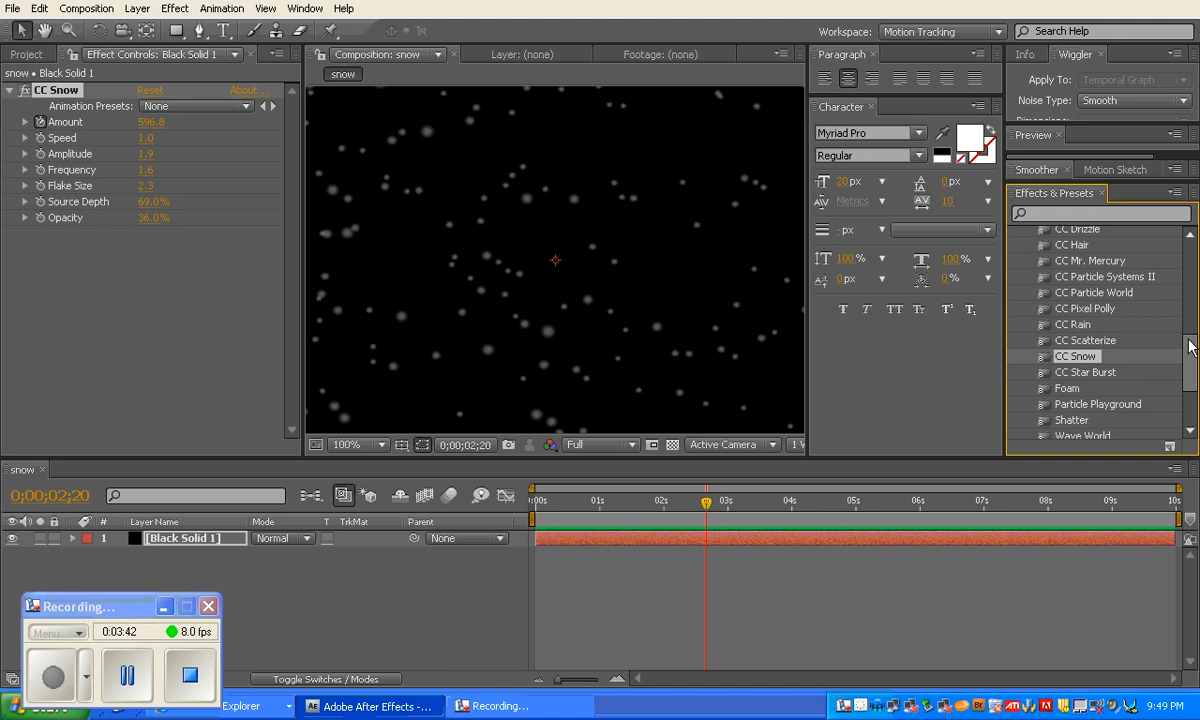 File Edit Composition Layer Effect Animation View Window Help
Workspace: Motion Tracking Search Help
Project Effect Controls: Black Solid 1 Composition: snow Layer: (none) Footage: (none) Paragraph Info Wiggler
snow • Black Solid 1 snow
fx CC Snow Reset About...
Animation Presets: None
Amount 596.8
Speed 1.0
Amplitude 1.9
Frequency 1.6
Flake Size 2.3
Source Depth 69.0%
Opacity 36.0%
Apply To: Temporal Graph
Noise Type: Smooth
Character
Preview
Myriad Pro
Regular
Smoother Motion Sketch
20 px 0 px
Metrics 10
- px
100 % 100 %
0 px 0 %
T T TT Tt T¹ T₁
Effects & Presets
CC Drizzle
CC Hair
CC Mr. Mercury
CC Particle Systems II
CC Particle World
CC Pixel Polly
CC Rain
CC Scatterize
CC Snow
CC Star Burst
Foam
Particle Playground
Shatter
Wave World
100% 0;00;02;20 Full Active Camera 1 V
snow
0;00;02;20 :00s 01s 02s 03s 04s 05s 06s 07s 08s 09s 10s
# Layer Name Mode T TrkMat Parent
1 [Black Solid 1] Normal None
Recording...
Menu 0:03:42 8.0 fps
Toggle Switches / Modes
Explorer AE Adobe After Effects -... Recording... 9:49 PM